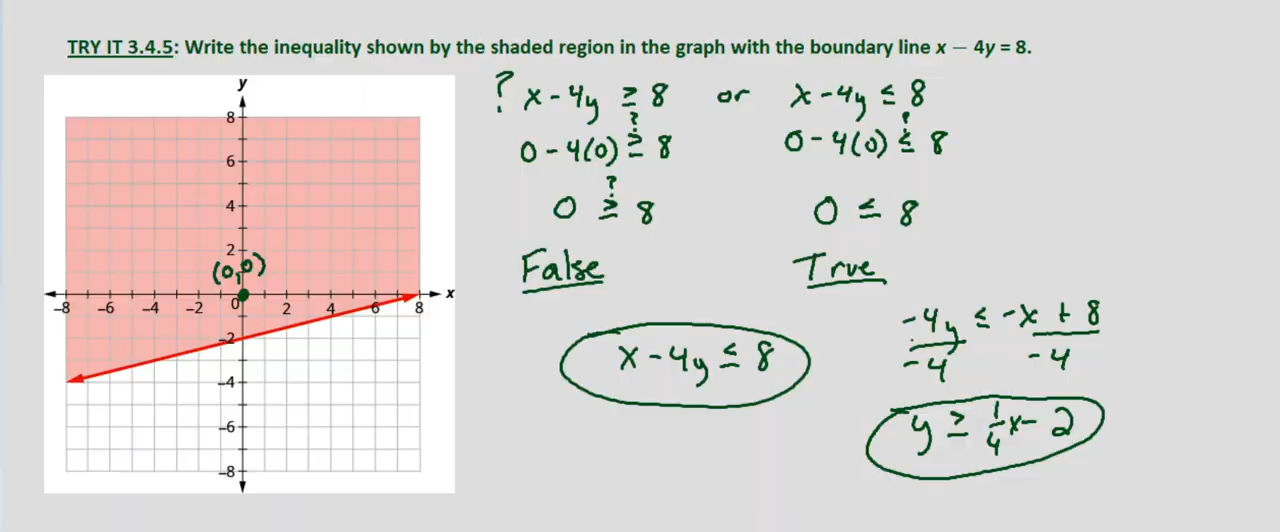 TRY IT 3.4.5: Write the inequality shown by the shaded region in the graph with the boundary line x − 4y = 8.
y
8
6
4
2
(0,0)
-8 -6 -4 -2 0 2 4 6 8 x
-2
-4
-6
-8
? x - 4y ≥ 8 or x - 4y ≤ 8
0 - 4(0) ≥? 8 0 - 4(0) ≤? 8
0 ≥? 8 0 ≤ 8
False True
-4y ≤ -x + 8
-4 -4
x - 4y ≤ 8
y ≥ 1/4 x - 2